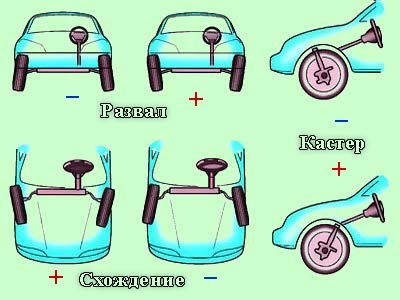 − +
Развал
−
Кастер
+
+ Схождение −